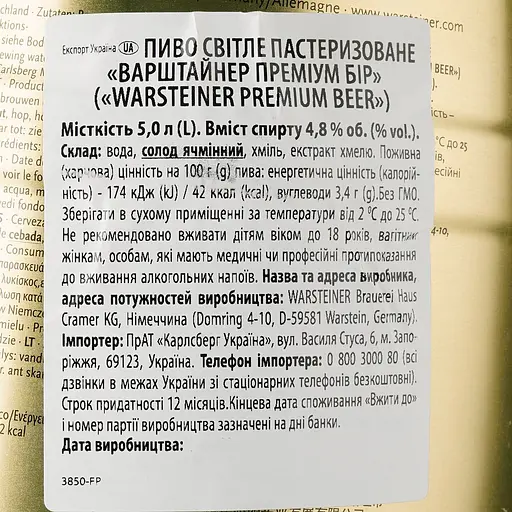 Germany/Allemagne · www.warsteiner.com
Експорт Україна UA ПИВО СВІТЛЕ ПАСТЕРИЗОВАНЕ
«ВАРШТАЙНЕР ПРЕМІУМ БІР»
(«WARSTEINER PREMIUM BEER»)
Місткість 5,0 л (L). Вміст спирту 4,8 % об. (% vol.).
Склад: вода, солод ячмінний, хміль, екстракт хмелю. Поживна
(харчова) цінність на 100 г (g) пива: енергетична цінність (калорій-
ність) - 174 кДж (kJ) / 42 ккал (kcal), вуглеводи 3,4 г (g).Без ГМО.
Зберігати в сухому приміщенні за температури від 2 °C до 25 °C.
Не рекомендовано вживати дітям віком до 18 років, вагітним
жінкам, особам, які мають медичні чи професійні протипоказання
до вживання алкогольних напоїв. Назва та адреса виробника,
адреса потужностей виробництва: WARSTEINER Brauerei Haus
Cramer KG, Німеччина (Domring 4-10, D-59581 Warstein, Germany).
Імпортер: ПрАТ «Карлсберг Україна», вул. Василя Стуса, 6, м. Запо-
ріжжя, 69123, Україна. Телефон імпортера: 0 800 3000 80 (всі
дзвінки в межах України зі стаціонарних телефонів безкоштовні).
Строк придатності 12 місяців.Кінцева дата споживання «Вжити до»
і номер партії виробництва зазначені на дні банки.
Дата виробництва:
3850-FP